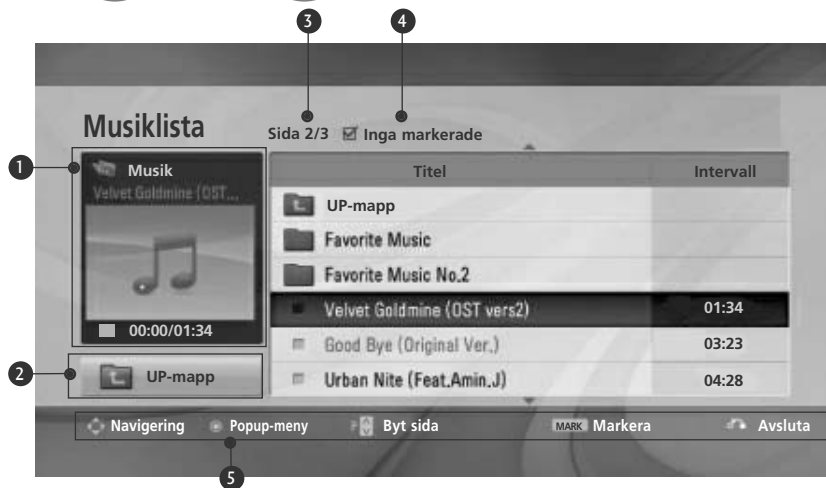 3 4
Musiklista
Sida 2/3 Inga markerade
1
Musik
Velvet Goldmine (OST...
00:00/01:34
2
UP-mapp
Titel Intervall
UP-mapp
Favorite Music
Favorite Music No.2
Velvet Goldmine (OST vers2) 01:34
Good Bye (Original Ver.) 03:23
Urban Nite (Feat.Amin.J) 04:28
Navigering Popup-meny P Byt sida MARK Markera Avsluta
5